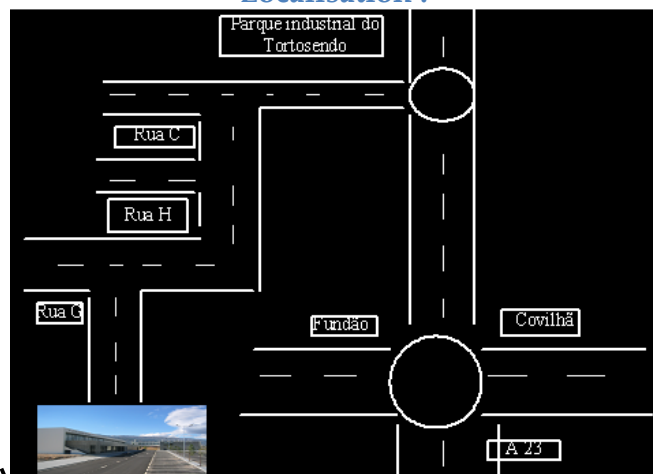 Localisation :
Parque industrial do
Tortosendo
Rua C
Rua H
Rua G
Fundão
Covilhã
A 23